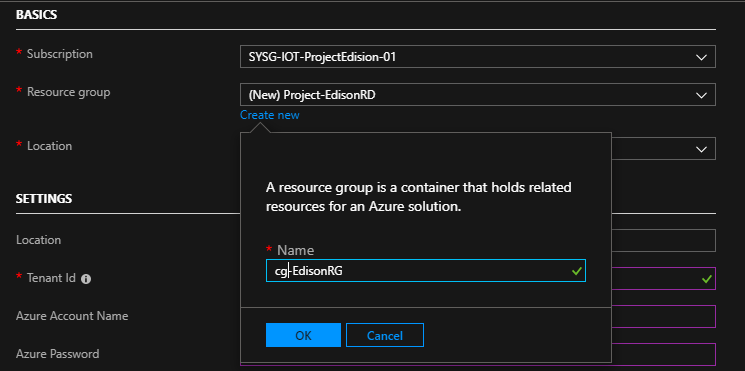 BASICS
* Subscription
SYSG-IOT-ProjectEdision-01
* Resource group
(New) Project-EdisonRD
Create new
* Location
A resource group is a container that holds related
resources for an Azure solution.
* Name
cg-EdisonRG
OK
Cancel
SETTINGS
Location
* Tenant Id
Azure Account Name
Azure Password